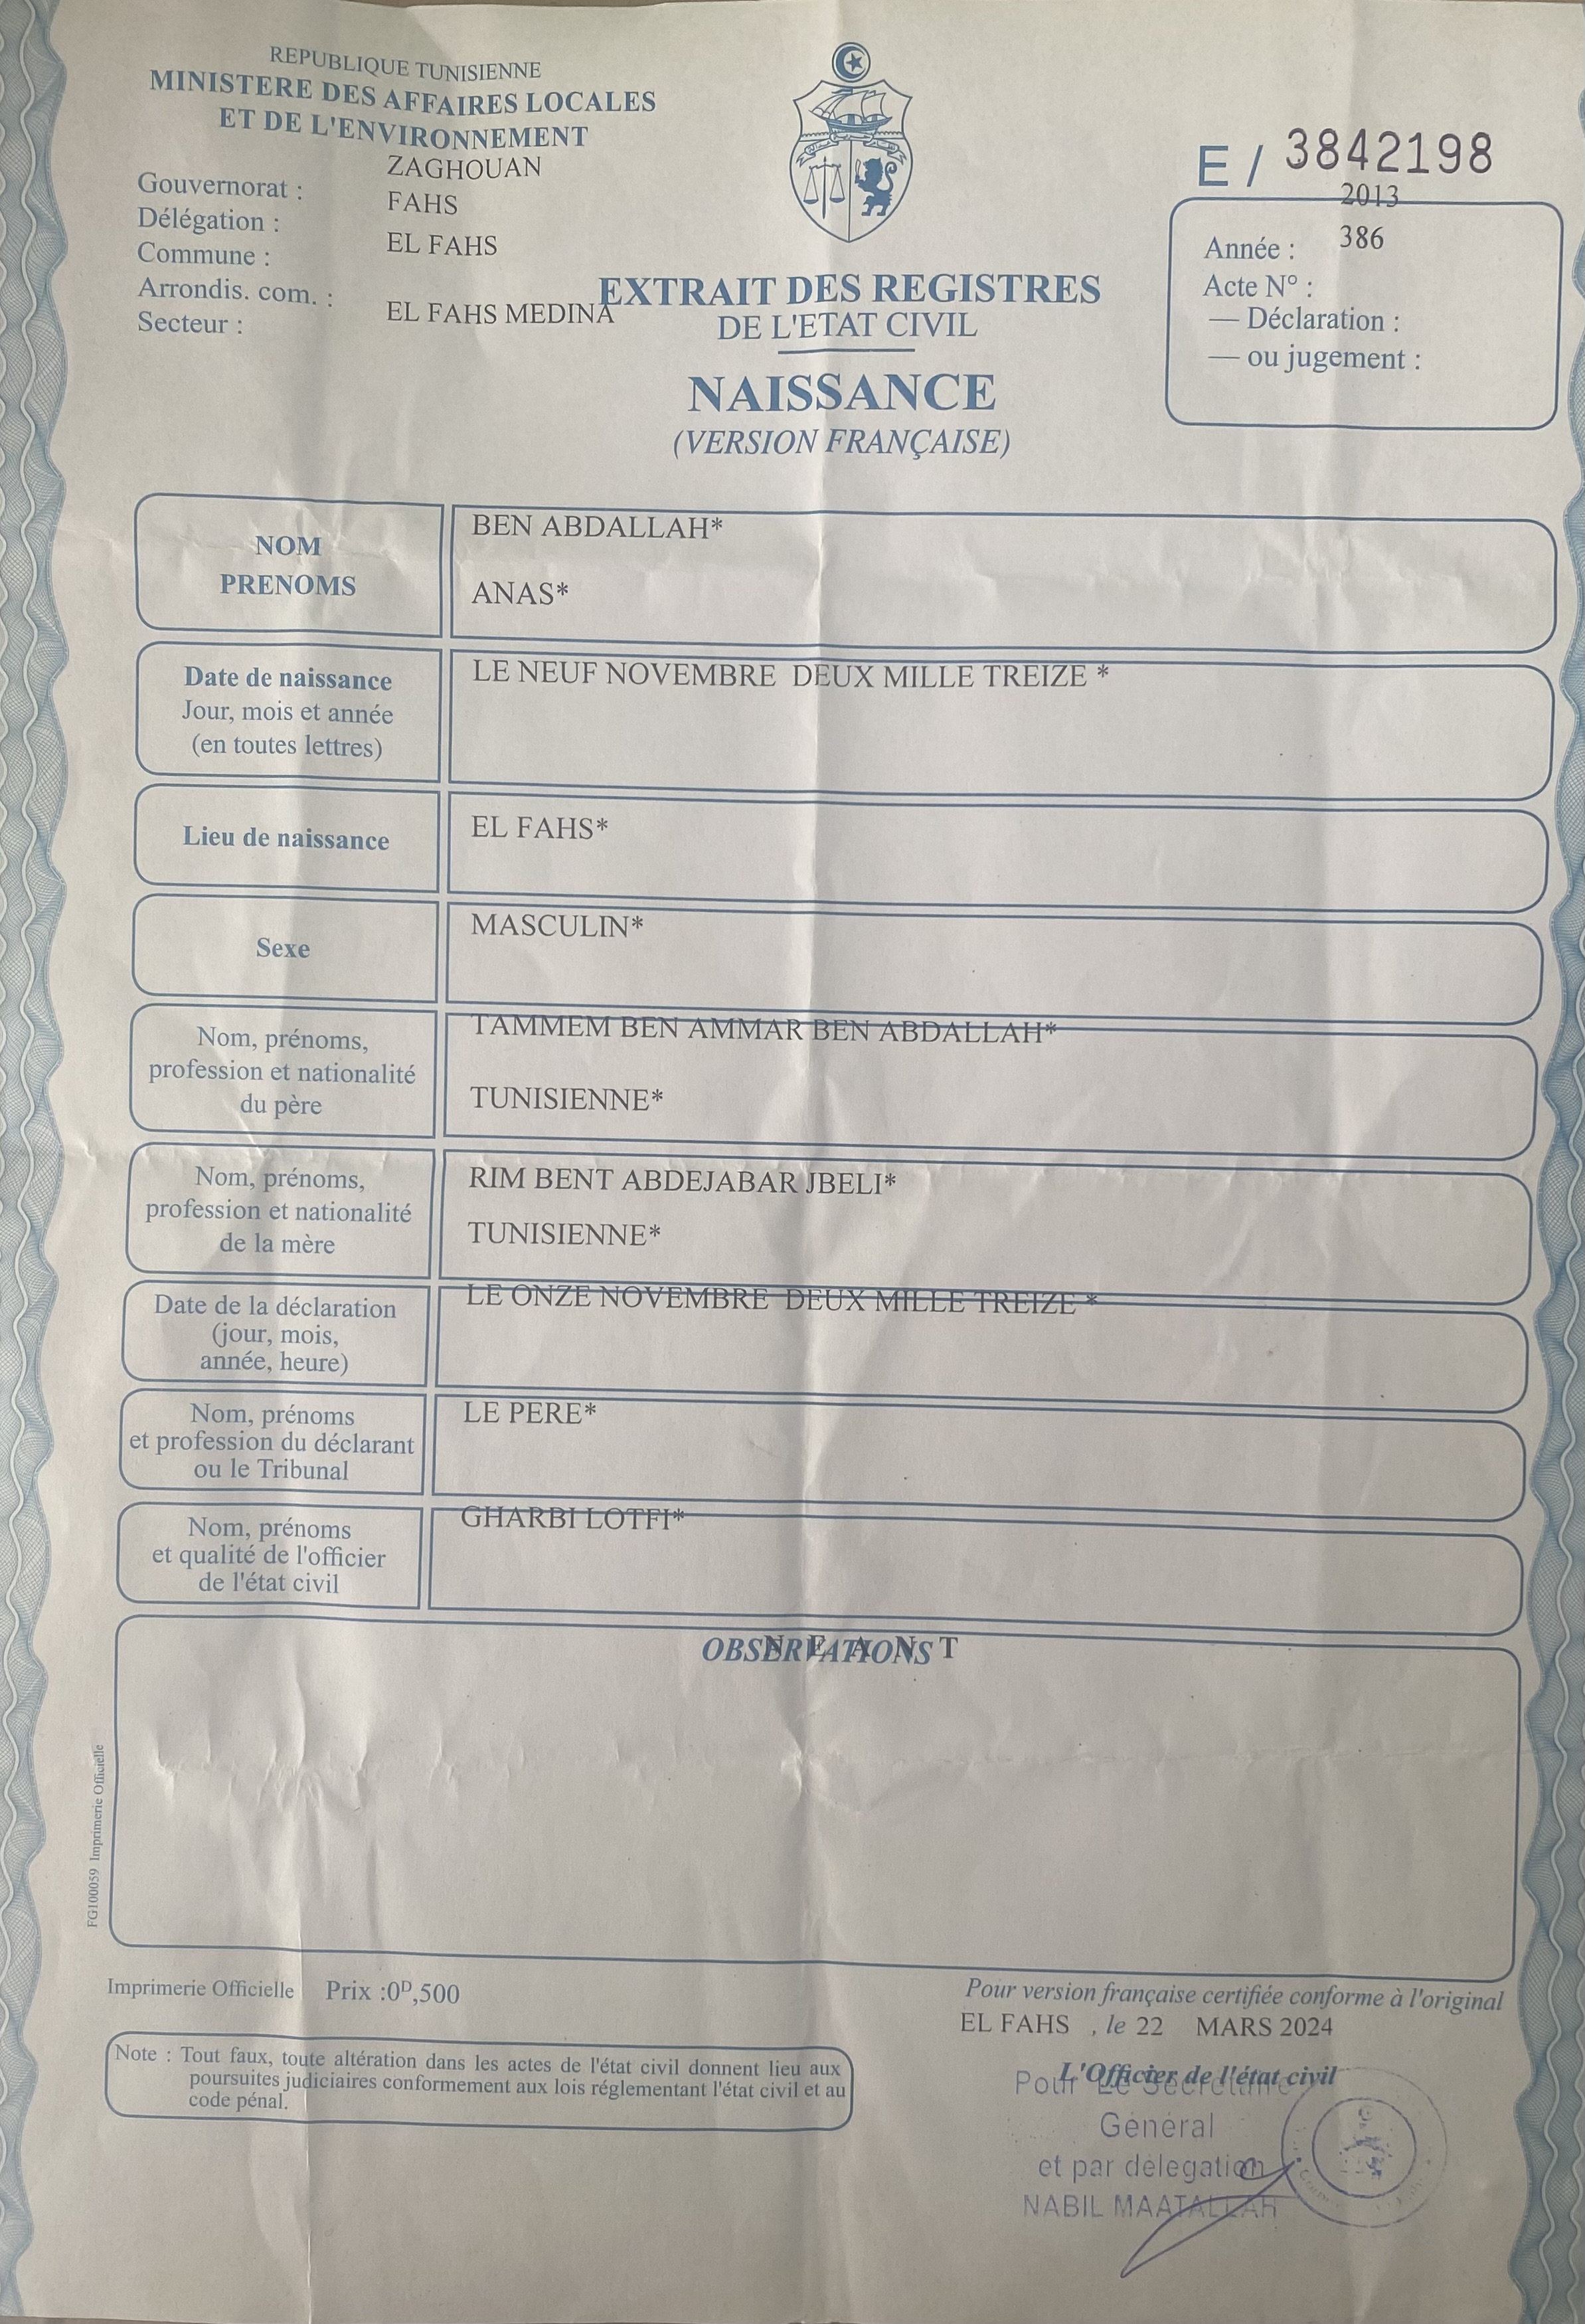 REPUBLIQUE TUNISIENNE
MINISTERE DES AFFAIRES LOCALES
ET DE L'ENVIRONNEMENT
Gouvernorat : ZAGHOUAN
Délégation : FAHS
Commune : EL FAHS
Arrondis. com. :
Secteur : EL FAHS MEDINA
E / 3842198
2013
Année : 386
Acte N° :
— Déclaration :
— ou jugement :
EXTRAIT DES REGISTRES
DE L'ETAT CIVIL
NAISSANCE
(VERSION FRANÇAISE)
NOM
PRENOMS
BEN ABDALLAH*
ANAS*
Date de naissance
Jour, mois et année
(en toutes lettres)
LE NEUF NOVEMBRE DEUX MILLE TREIZE *
Lieu de naissance
EL FAHS*
Sexe
MASCULIN*
Nom, prénoms,
profession et nationalité
du père
TAMMEM BEN AMMAR BEN ABDALLAH*
TUNISIENNE*
Nom, prénoms,
profession et nationalité
de la mère
RIM BENT ABDEJABAR JBELI*
TUNISIENNE*
Date de la déclaration
(jour, mois,
année, heure)
LE ONZE NOVEMBRE DEUX MILLE TREIZE *
Nom, prénoms
et profession du déclarant
ou le Tribunal
LE PERE*
Nom, prénoms
et qualité de l'officier
de l'état civil
GHARBI LOTFI*
OBSERVATIONS
N E A N T
FG100059 Imprimerie Officielle
Imprimerie Officielle Prix :0D,500
Note : Tout faux, toute altération dans les actes de l'état civil donnent lieu aux
poursuites judiciaires conformement aux lois réglementant l'état civil et au
code pénal.
Pour version française certifiée conforme à l'original
EL FAHS , le 22 MARS 2024
L'Officier de l'état civil
Pour Le Secrétaire
Général
et par délegation
NABIL MAATALLAH